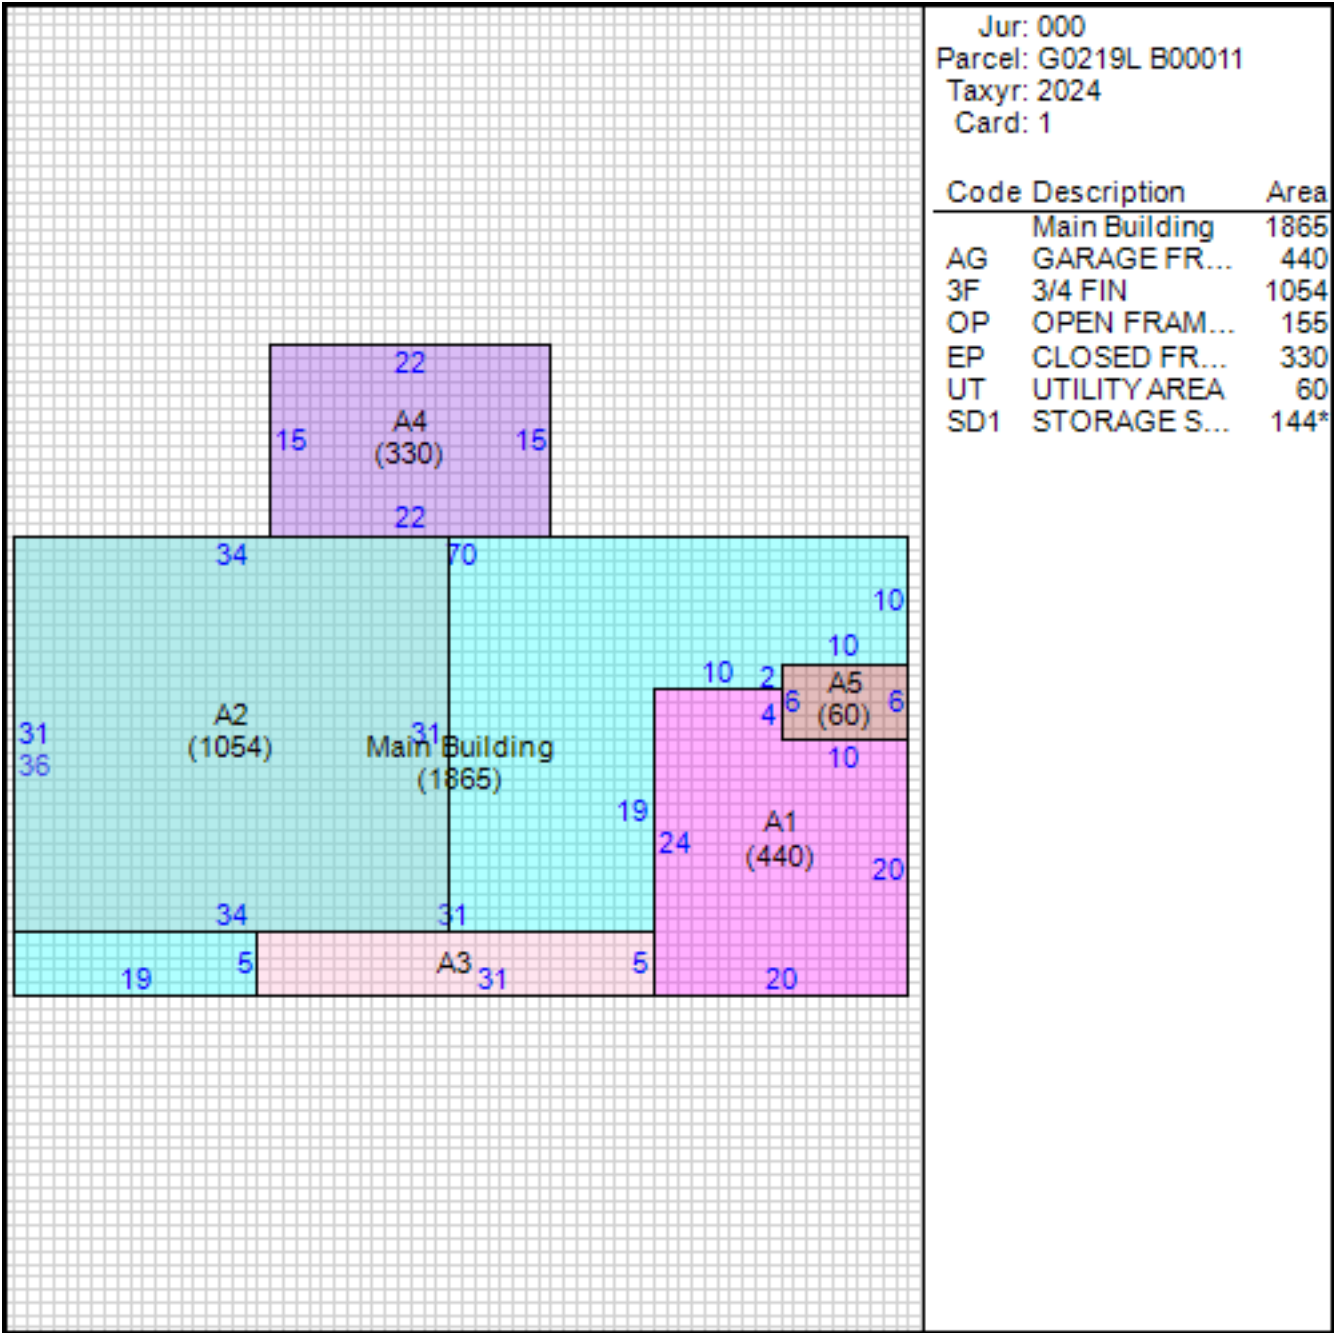 Jur: 000
Parcel: G0219L B00011
Taxyr: 2024
Card: 1
Code Description Area
Main Building 1865
AG GARAGE FR... 440
3F 3/4 FIN 1054
OP OPEN FRAM... 155
EP CLOSED FR... 330
UT UTILITY AREA 60
SD1 STORAGE S... 144*
22
A4
15 (330) 15
22
34 70
10
10
10 2 A5
6 (60) 6
4
10
A2
31 (1054) 31
36
Main Building
(1865)
19
24
A1
(440)
20
34 31
5 A3 5
19 31 20